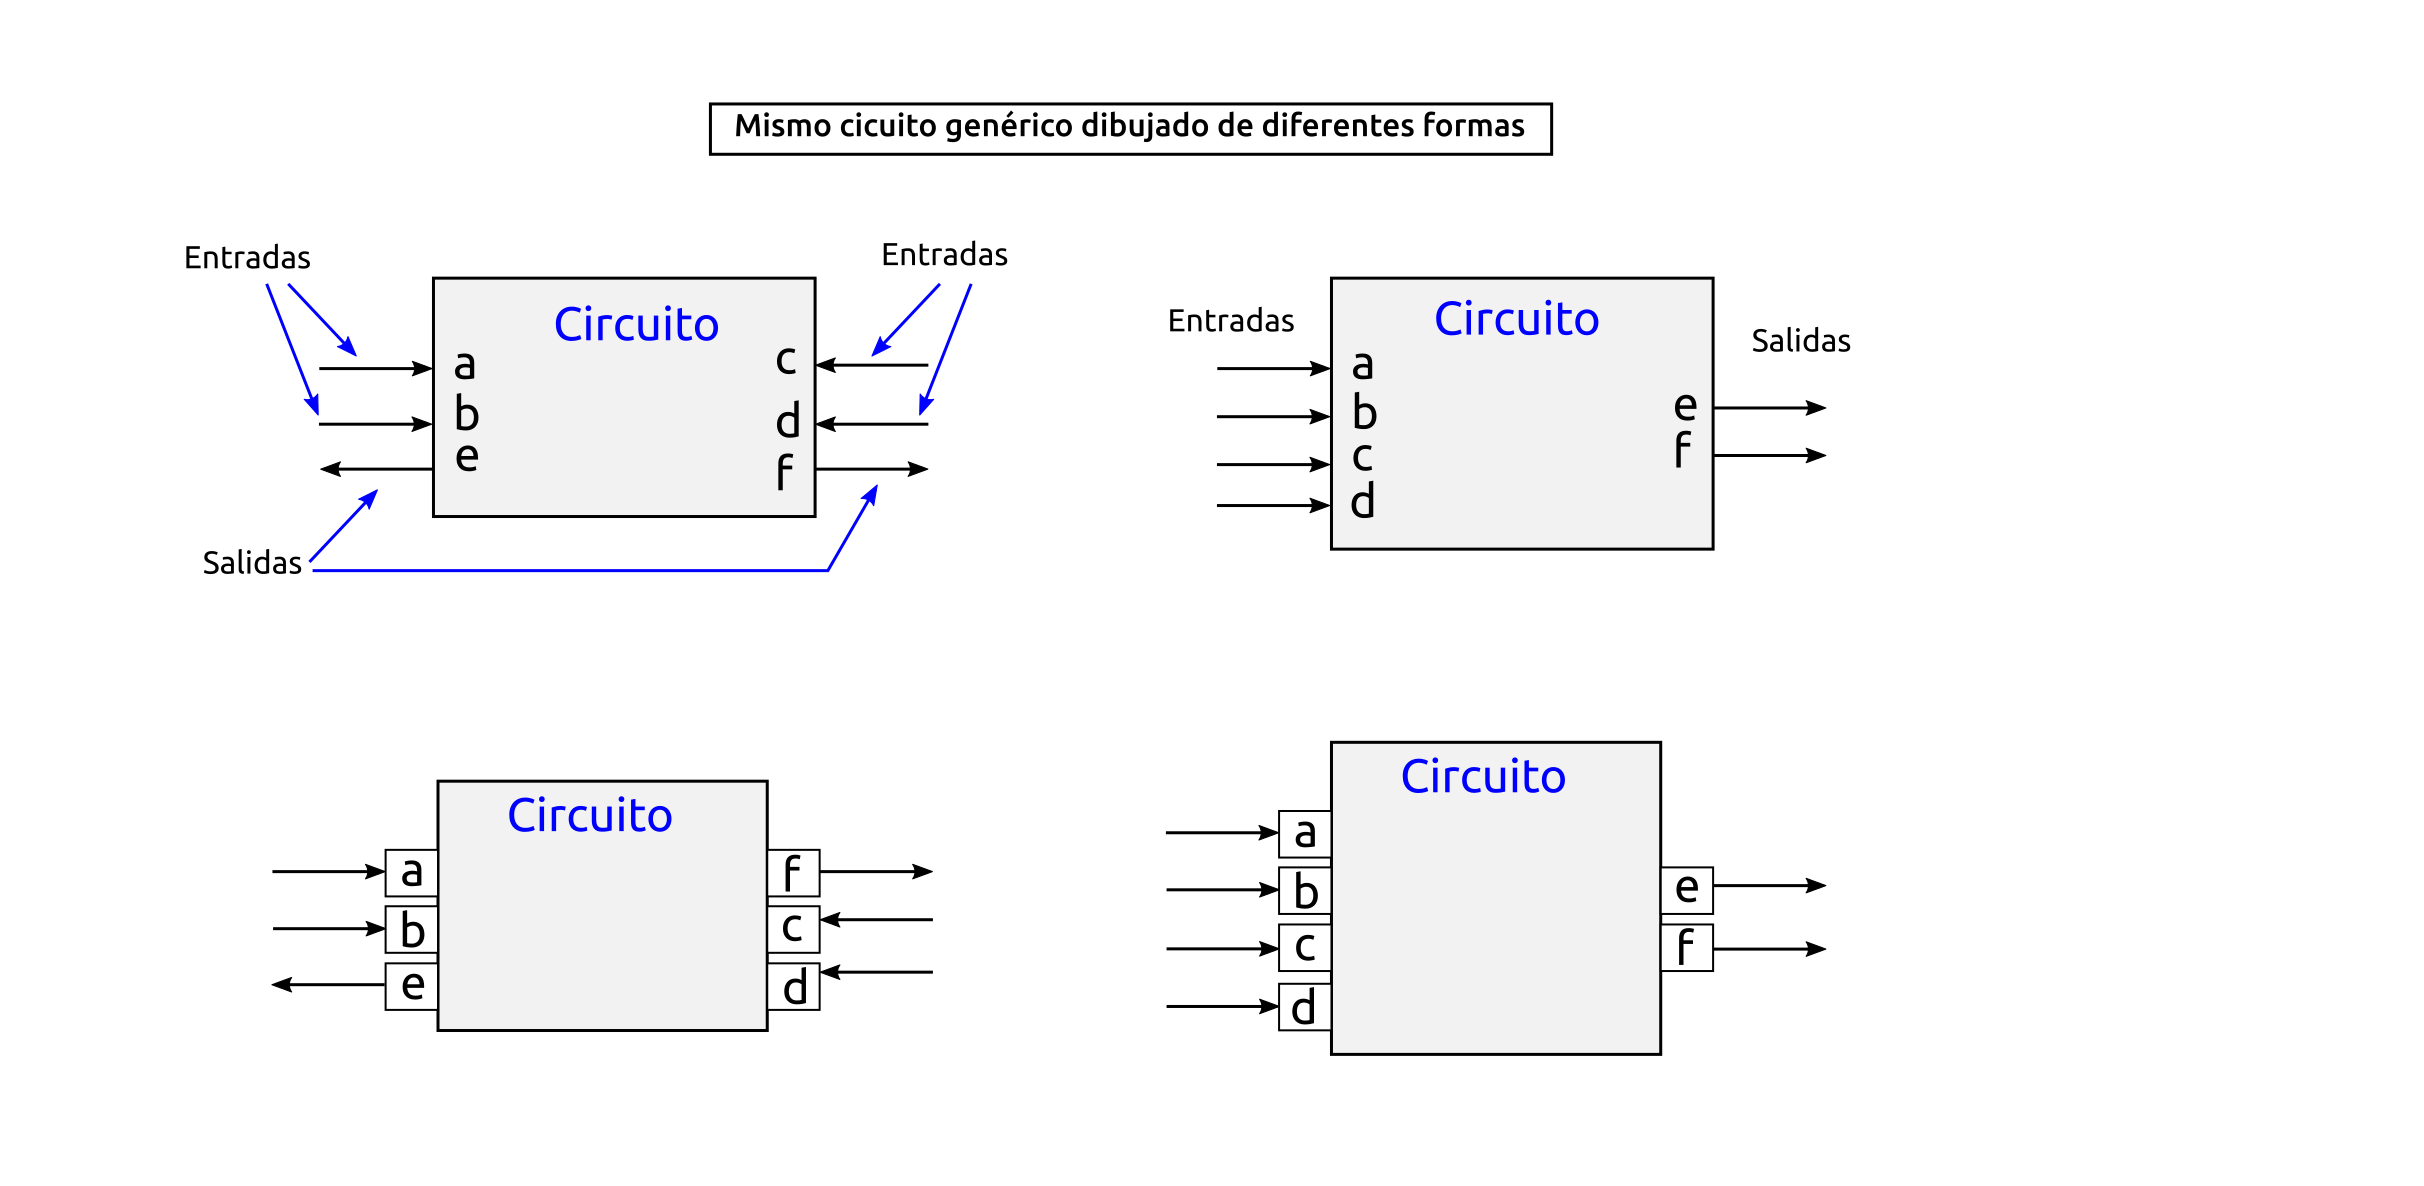 Mismo cicuito genérico dibujado de diferentes formas
Entradas
Entradas
Circuito
a
b
e
c
d
f
Salidas
Entradas
Circuito
Salidas
a
b
c
d
e
f
Circuito
a
b
e
f
c
d
Circuito
a
b
c
d
e
f